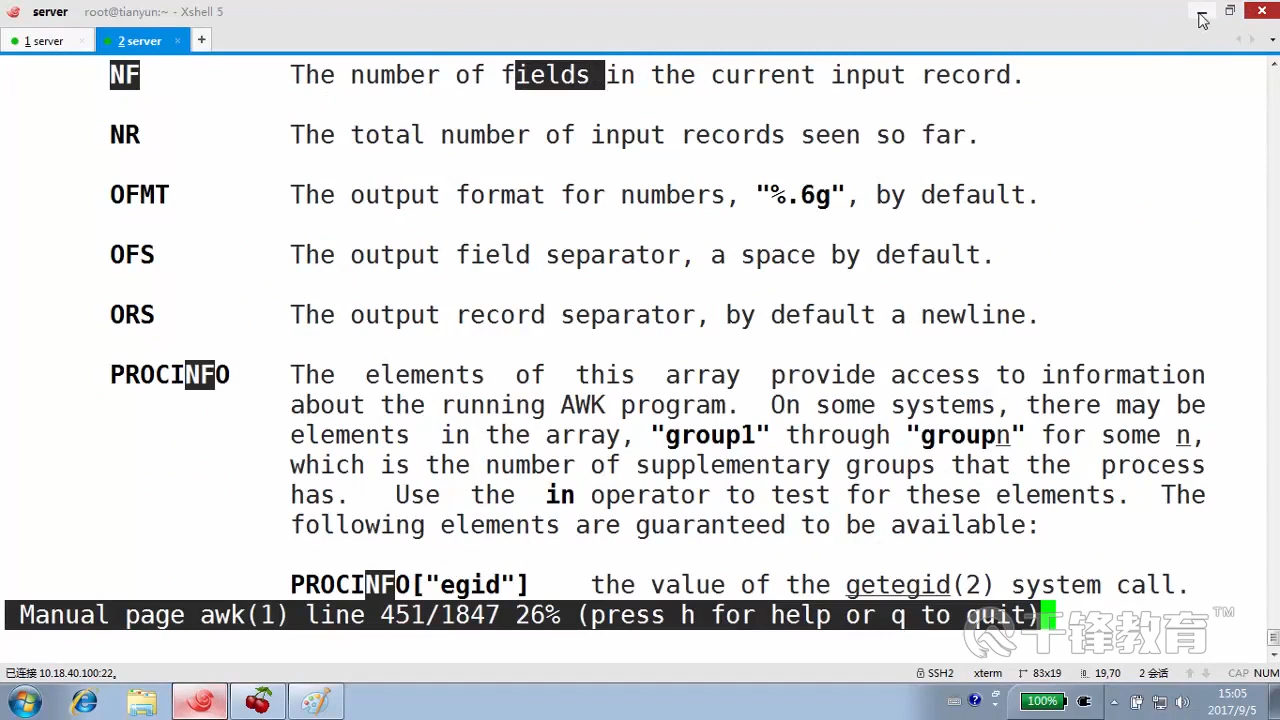 server root@tianyun:~ - Xshell 5
1 server × 2 server × +
NF The number of fields in the current input record.
NR The total number of input records seen so far.
OFMT The output format for numbers, "%.6g", by default.
OFS The output field separator, a space by default.
ORS The output record separator, by default a newline.
PROCINFO The elements of this array provide access to information
about the running AWK program. On some systems, there may be
elements in the array, "group1" through "groupn" for some n,
which is the number of supplementary groups that the process
has. Use the in operator to test for these elements. The
following elements are guaranteed to be available:
PROCINFO["egid"] the value of the getegid(2) system call.
Manual page awk(1) line 451/1847 26% (press h for help or q to quit)
千锋教育™
已连接 10.18.40.100:22。 SSH2 xterm 83x19 19,70 2 会话 CAP NUM
100% 15:05
2017/9/5